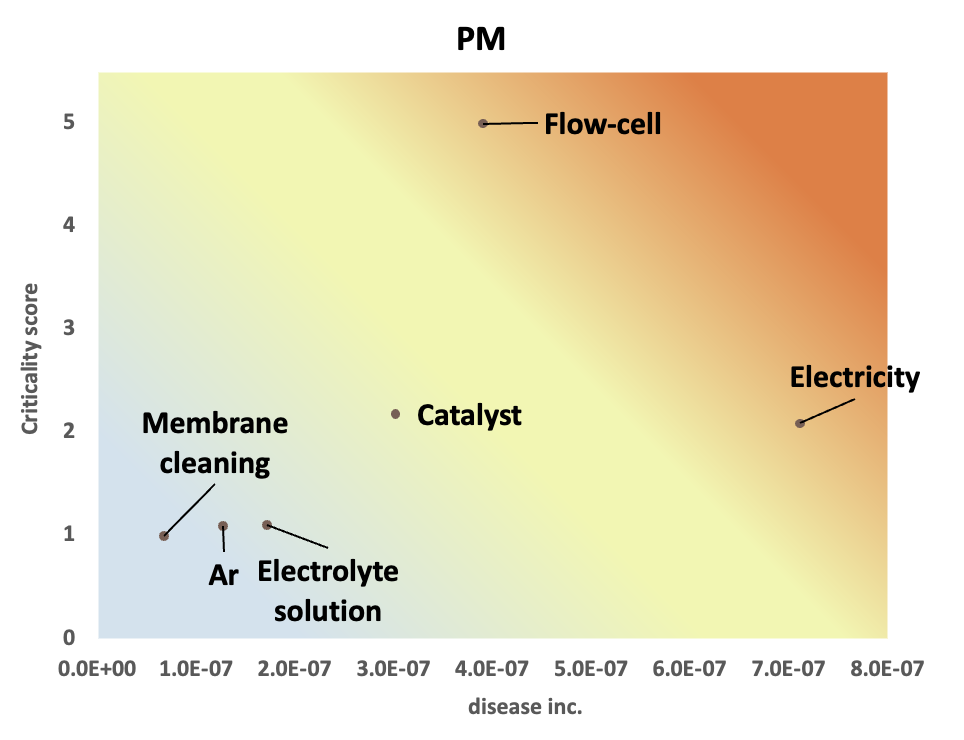 PM
5
4
3
2
1
0
Criticality score
Flow-cell
Electricity
Catalyst
Membrane
cleaning
Ar
Electrolyte
solution
0.0E+00 1.0E-07 2.0E-07 3.0E-07 4.0E-07 5.0E-07 6.0E-07 7.0E-07 8.0E-07
disease inc.